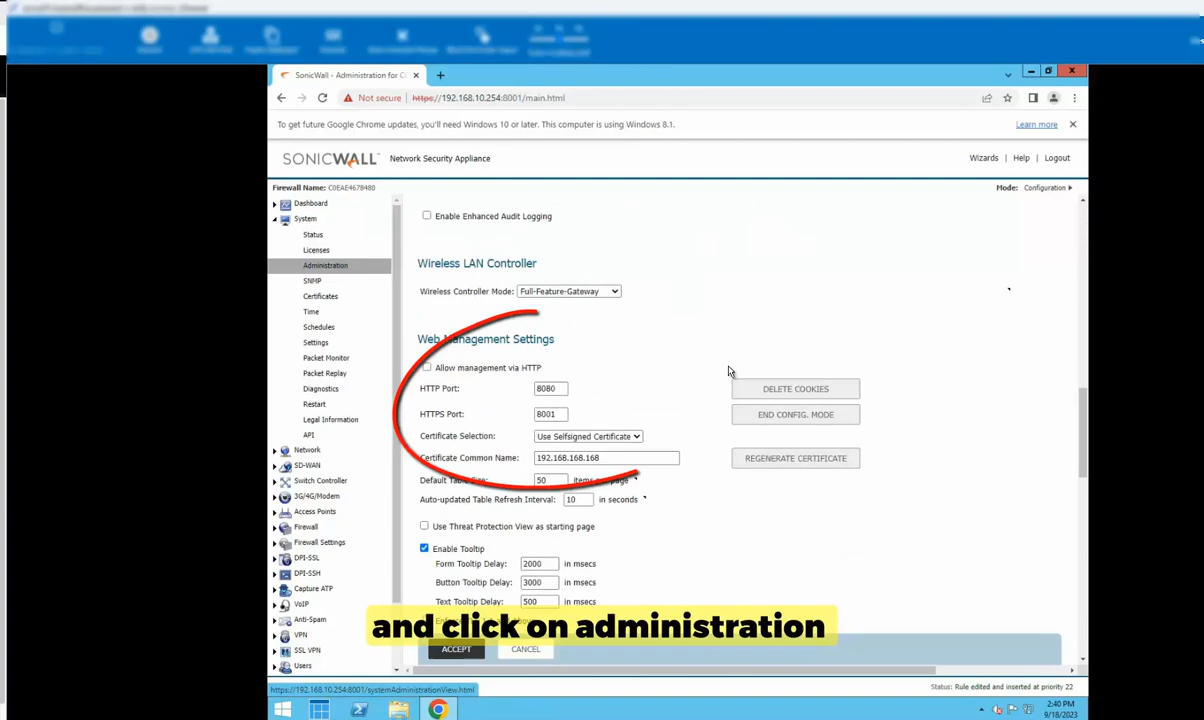 SonicWall - Administration for C
Not secure
https://192.168.10.254:8001/main.html
To get future Google Chrome updates, you'll need Windows 10 or later. This computer is using Windows 8.1.
Learn more
SONICWALL
Network Security Appliance
Wizards | Help | Logout
Firewall Name: C0EAE4678480
Mode: Configuration
Dashboard
System
Status
Licenses
Administration
SNMP
Certificates
Time
Schedules
Settings
Packet Monitor
Packet Replay
Diagnostics
Restart
Legal Information
API
Network
SD-WAN
Switch Controller
3G/4G/Modem
Access Points
Firewall
Firewall Settings
DPI-SSL
DPI-SSH
Capture ATP
VoIP
Anti-Spam
VPN
SSL VPN
Users
Enable Enhanced Audit Logging
Wireless LAN Controller
Wireless Controller Mode: Full-Feature-Gateway
Web Management Settings
Allow management via HTTP
HTTP Port: 8080
DELETE COOKIES
HTTPS Port: 8001
END CONFIG. MODE
Certificate Selection: Use Selfsigned Certificate
Certificate Common Name: 192.168.168.168
REGENERATE CERTIFICATE
Default Table Size: 50 items per page
Auto-updated Table Refresh Interval: 10 in seconds
Use Threat Protection View as starting page
Enable Tooltip
Form Tooltip Delay: 2000 in msecs
Button Tooltip Delay: 3000 in msecs
Text Tooltip Delay: 500 in msecs
and click on administration
ACCEPT
CANCEL
https://192.168.10.254:8001/systemAdministrationView.html
Status: Rule edited and inserted at priority 22
2:40 PM
9/18/2023